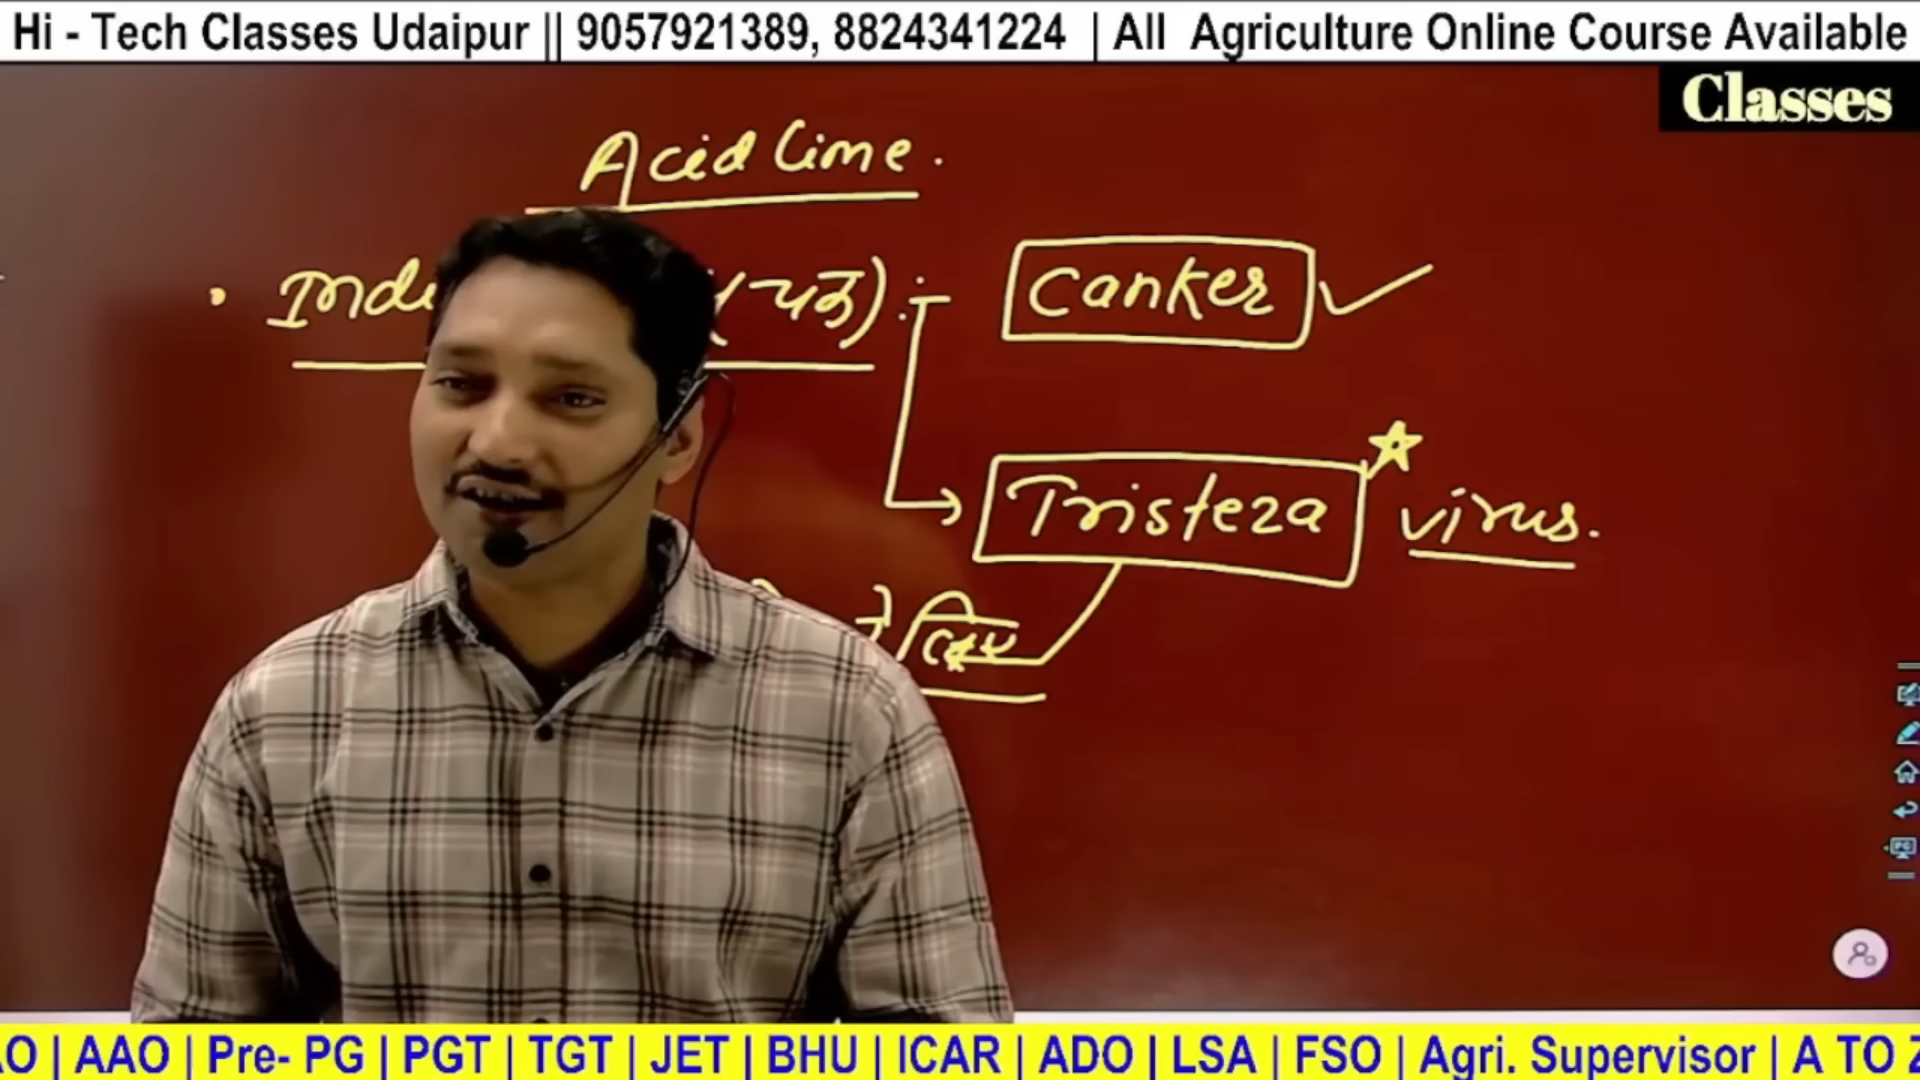 Hi - Tech Classes Udaipur || 9057921389, 8824341224 | All Agriculture Online Course Available
Classes
Acid lime.
Canker
Tristeza virus.
AO | AAO | Pre- PG | PGT | TGT | JET | BHU | ICAR | ADO | LSA | FSO | Agri. Supervisor | A TO Z